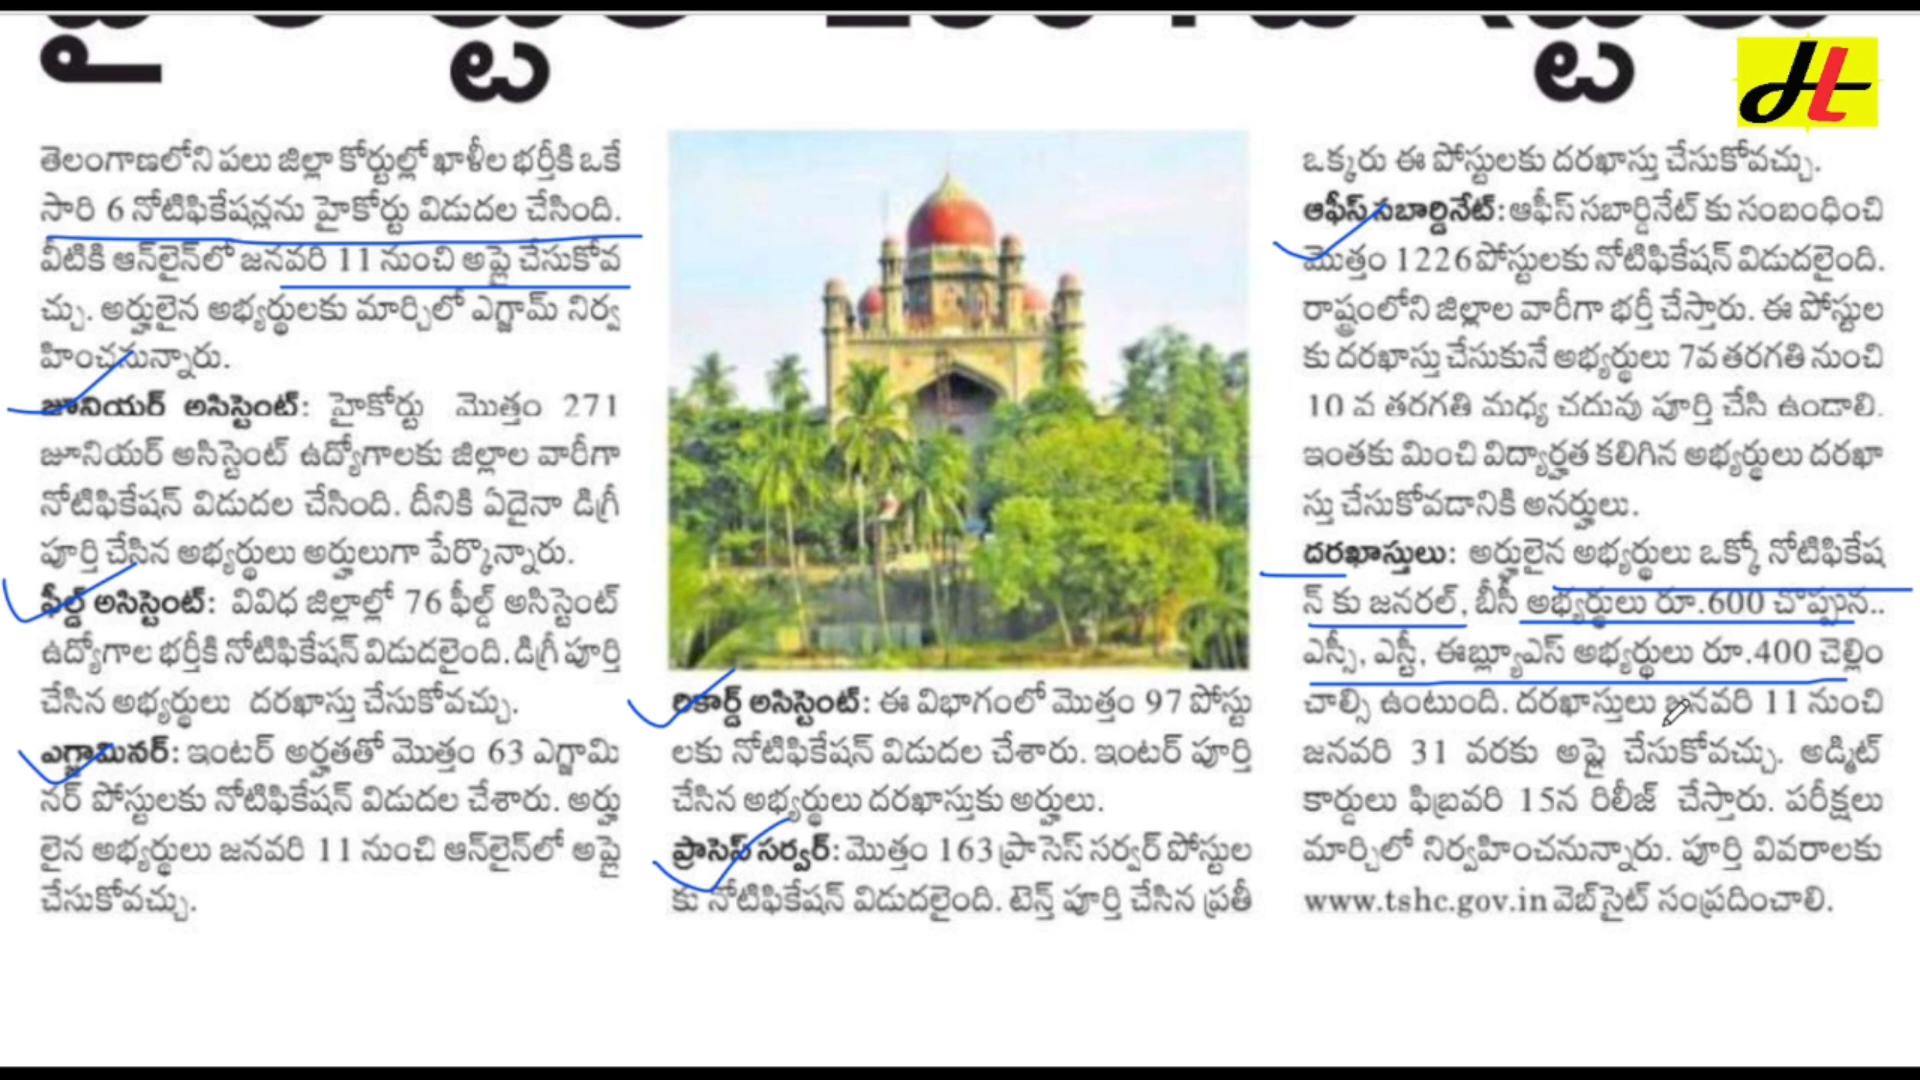 తెలంగాణలోని పలు జిల్లా కోర్టుల్లో ఖాళీల భర్తీకి ఒకే
సారి 6 నోటిఫికేషన్లను హైకోర్టు విడుదల చేసింది.
వీటికి ఆన్‌లైన్‌లో జనవరి 11 నుంచి అప్లై చేసుకోవ
చ్చు. అర్హులైన అభ్యర్థులకు మార్చిలో ఎగ్జామ్ నిర్వ
హించనున్నారు.
జూనియర్ అసిస్టెంట్: హైకోర్టు మొత్తం 271
జూనియర్ అసిస్టెంట్ ఉద్యోగాలకు జిల్లాల వారీగా
నోటిఫికేషన్ విడుదల చేసింది. దీనికి ఏదైనా డిగ్రీ
పూర్తి చేసిన అభ్యర్థులు అర్హులుగా పేర్కొన్నారు.
ఫీల్డ్ అసిస్టెంట్: వివిధ జిల్లాల్లో 76 ఫీల్డ్ అసిస్టెంట్
ఉద్యోగాల భర్తీకి నోటిఫికేషన్ విడుదలైంది. డిగ్రీ పూర్తి
చేసిన అభ్యర్థులు దరఖాస్తు చేసుకోవచ్చు.
ఎగ్జామినర్: ఇంటర్ అర్హతతో మొత్తం 63 ఎగ్జామి
నర్ పోస్టులకు నోటిఫికేషన్ విడుదల చేశారు. అర్హు
లైన అభ్యర్థులు జనవరి 11 నుంచి ఆన్‌లైన్‌లో అప్లై
చేసుకోవచ్చు.
రికార్డ్ అసిస్టెంట్: ఈ విభాగంలో మొత్తం 97 పోస్టు
లకు నోటిఫికేషన్ విడుదల చేశారు. ఇంటర్ పూర్తి
చేసిన అభ్యర్థులు దరఖాస్తుకు అర్హులు.
ప్రాసెస్ సర్వర్: మొత్తం 163 ప్రాసెస్ సర్వర్ పోస్టుల
కు నోటిఫికేషన్ విడుదలైంది. టెన్త్ పూర్తి చేసిన ప్రతీ
ఒక్కరు ఈ పోస్టులకు దరఖాస్తు చేసుకోవచ్చు.
ఆఫీస్ సబార్డినేట్: ఆఫీస్ సబార్డినేట్ కు సంబంధించి
మొత్తం 1226 పోస్టులకు నోటిఫికేషన్ విడుదలైంది.
రాష్ట్రంలోని జిల్లాల వారీగా భర్తీ చేస్తారు. ఈ పోస్టుల
కు దరఖాస్తు చేసుకునే అభ్యర్థులు 7వ తరగతి నుంచి
10 వ తరగతి మధ్య చదువు పూర్తి చేసి ఉండాలి.
ఇంతకు మించి విద్యార్హత కలిగిన అభ్యర్థులు దరఖా
స్తు చేసుకోవడానికి అనర్హులు.
దరఖాస్తులు: అర్హులైన అభ్యర్థులు ఒక్కో నోటిఫికేష
న్ కు జనరల్, బీసీ అభ్యర్థులు రూ.600 చొప్పున..
ఎస్సీ, ఎస్టీ, ఈబ్ల్యూఎస్ అభ్యర్థులు రూ.400 చెల్లిం
చాల్సి ఉంటుంది. దరఖాస్తులు జనవరి 11 నుంచి
జనవరి 31 వరకు అప్లై చేసుకోవచ్చు. అడ్మిట్
కార్డులు ఫిబ్రవరి 15న రిలీజ్ చేస్తారు. పరీక్షలు
మార్చిలో నిర్వహించనున్నారు. పూర్తి వివరాలకు
www.tshc.gov.in వెబ్‌సైట్ సంప్రదించాలి.